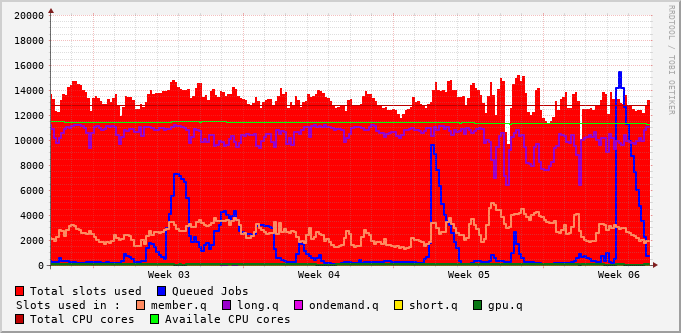 20000
18000
16000
14000
12000
10000
8000
6000
4000
2000
0
Week 03 Week 04 Week 05 Week 06
RRDTOOL / TOBI OETIKER
Total slots used Queued Jobs
Slots used in : member.q long.q ondemand.q short.q gpu.q
Total CPU cores Availale CPU cores